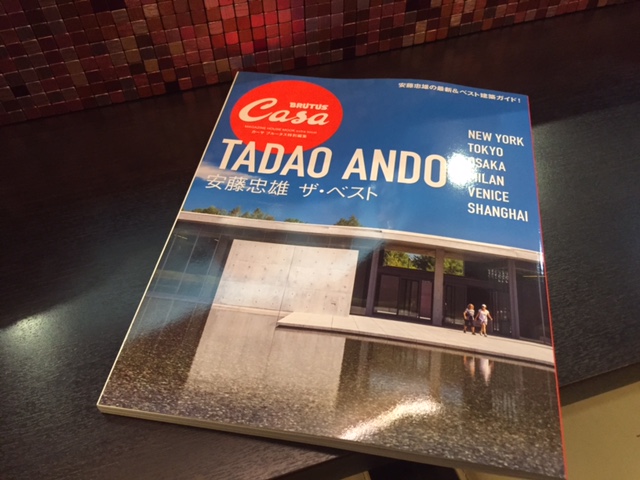 安藤忠雄の最新&ベスト建築ガイド!
BRUTUS
Casa
TADAO ANDO
安藤忠雄 ザ・ベスト
NEW YORK
TOKYO
OSAKA
MILAN
VENICE
SHANGHAI